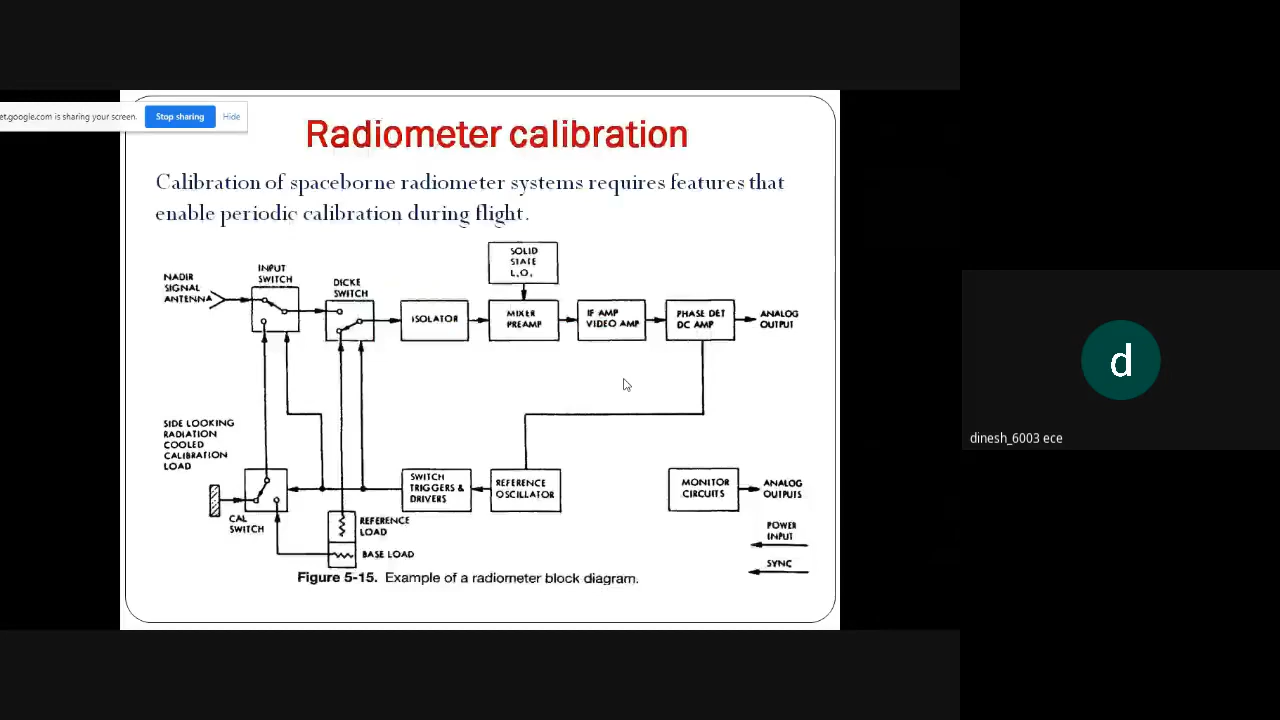 et.google.com is sharing your screen.
Stop sharing
Hide
Radiometer calibration
Calibration of spaceborne radiometer systems requires features that
enable periodic calibration during flight.
SOLID
STATE
L.O.
NADIR
SIGNAL
ANTENNA
INPUT
SWITCH
DICKE
SWITCH
ISOLATOR
MIXER
PREAMP
IF AMP
VIDEO AMP
PHASE DET
DC AMP
ANALOG
OUTPUT
SIDE LOOKING
RADIATION
COOLED
CALIBRATION
LOAD
CAL
SWITCH
REFERENCE
LOAD
BASE LOAD
SWITCH
TRIGGERS &
DRIVERS
REFERENCE
OSCILLATOR
MONITOR
CIRCUITS
ANALOG
OUTPUTS
POWER
INPUT
SYNC
Figure 5-15. Example of a radiometer block diagram.
d
dinesh_6003 ece